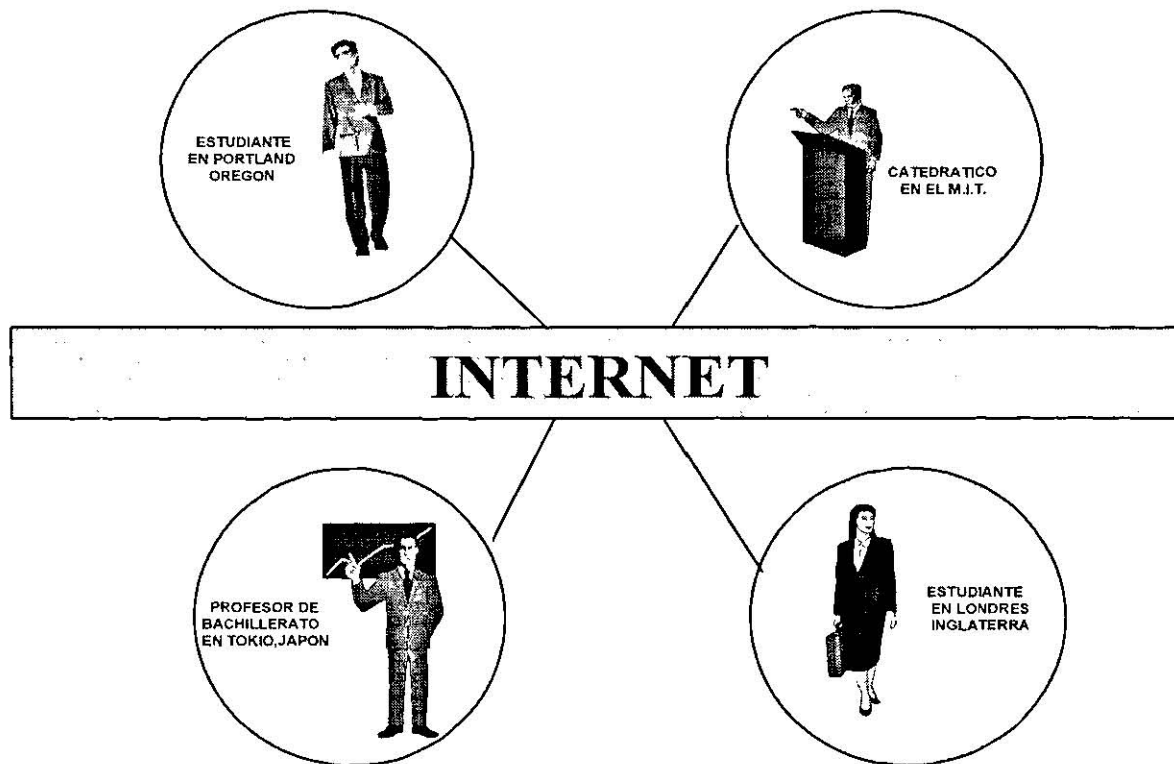 ESTUDIANTE
EN PORTLAND
OREGON
CATEDRATICO
EN EL M.I.T.
INTERNET
PROFESOR DE
BACHILLERATO
EN TOKIO,JAPON
ESTUDIANTE
EN LONDRES
INGLATERRA